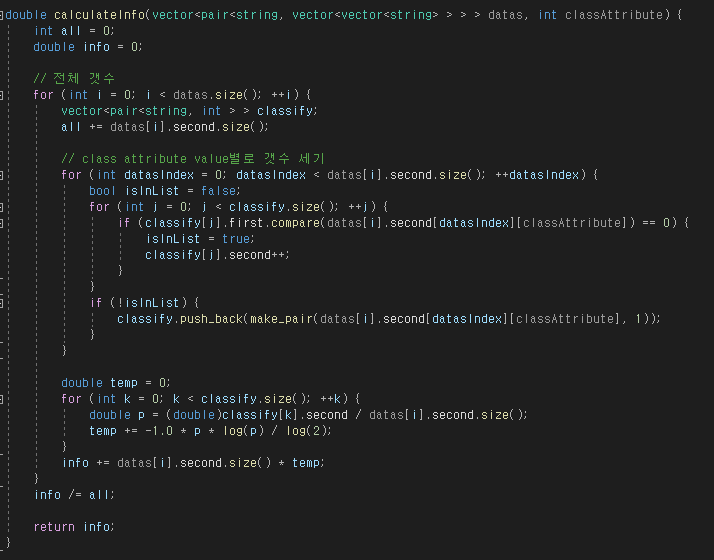 double calculateInfo(vector<pair<string, vector<vector<string> > > > datas, int classAttribute) {
    int all = 0;
    double info = 0;

    // 전체 갯수
    for (int i = 0; i < datas.size(); ++i) {
        vector<pair<string, int > > classify;
        all += datas[i].second.size();

        // class attribute value별로 갯수 세기
        for (int datasIndex = 0; datasIndex < datas[i].second.size(); ++datasIndex) {
            bool isInList = false;
            for (int j = 0; j < classify.size(); ++j) {
                if (classify[j].first.compare(datas[i].second[datasIndex][classAttribute]) == 0) {
                    isInList = true;
                    classify[j].second++;
                }
            }
            if (!isInList) {
                classify.push_back(make_pair(datas[i].second[datasIndex][classAttribute], 1));
            }
        }

        double temp = 0;
        for (int k = 0; k < classify.size(); ++k) {
            double p = (double)classify[k].second / datas[i].second.size();
            temp += -1.0 * p * log(p) / log(2);
        }
        info += datas[i].second.size() * temp;
    }
    info /= all;

    return info;
}